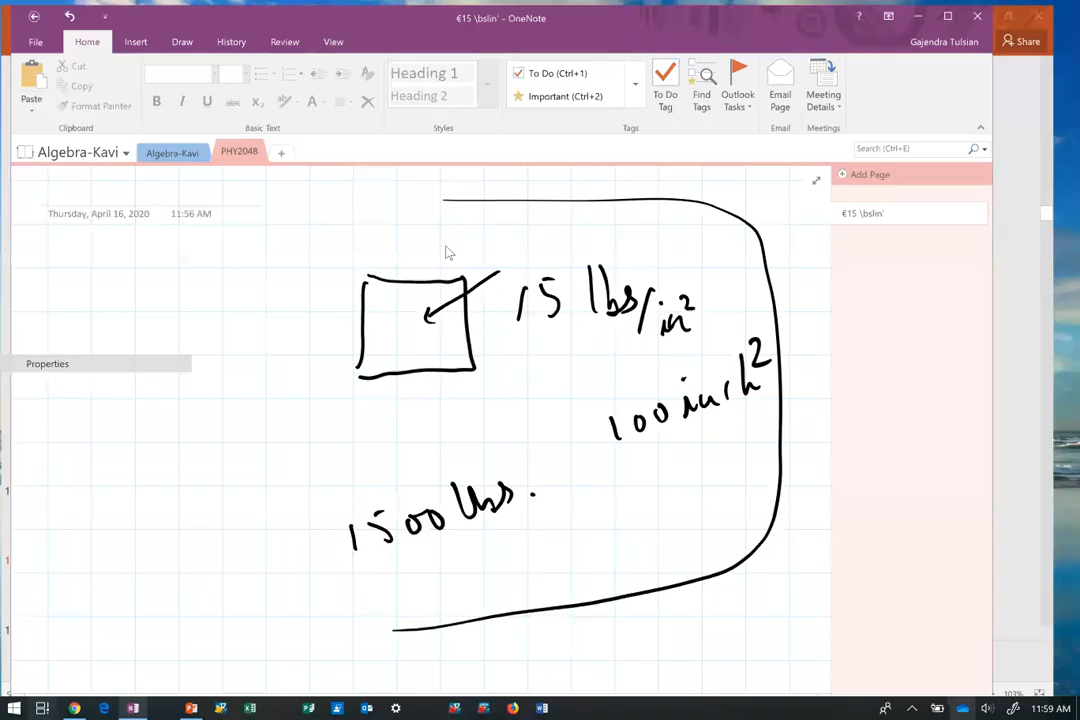 €15 \bslin' - OneNote
File Home Insert Draw History Review View
Gajendra Tulsian
Share
Paste
Cut
Copy
Format Painter
Clipboard
B I U abc x₂ A
Basic Text
Heading 1
Heading 2
Styles
To Do (Ctrl+1)
Important (Ctrl+2)
To Do Tag
Find Tags
Outlook Tasks
Tags
Email Page
Email
Meeting Details
Meetings
Algebra-Kavi
Algebra-Kavi
PHY2048
Search (Ctrl+E)
Add Page
Thursday, April 16, 2020 11:56 AM
€15 \bslin'
15 lbs/in²
Properties
100 inch²
1500 lbs.
103%
11:59 AM